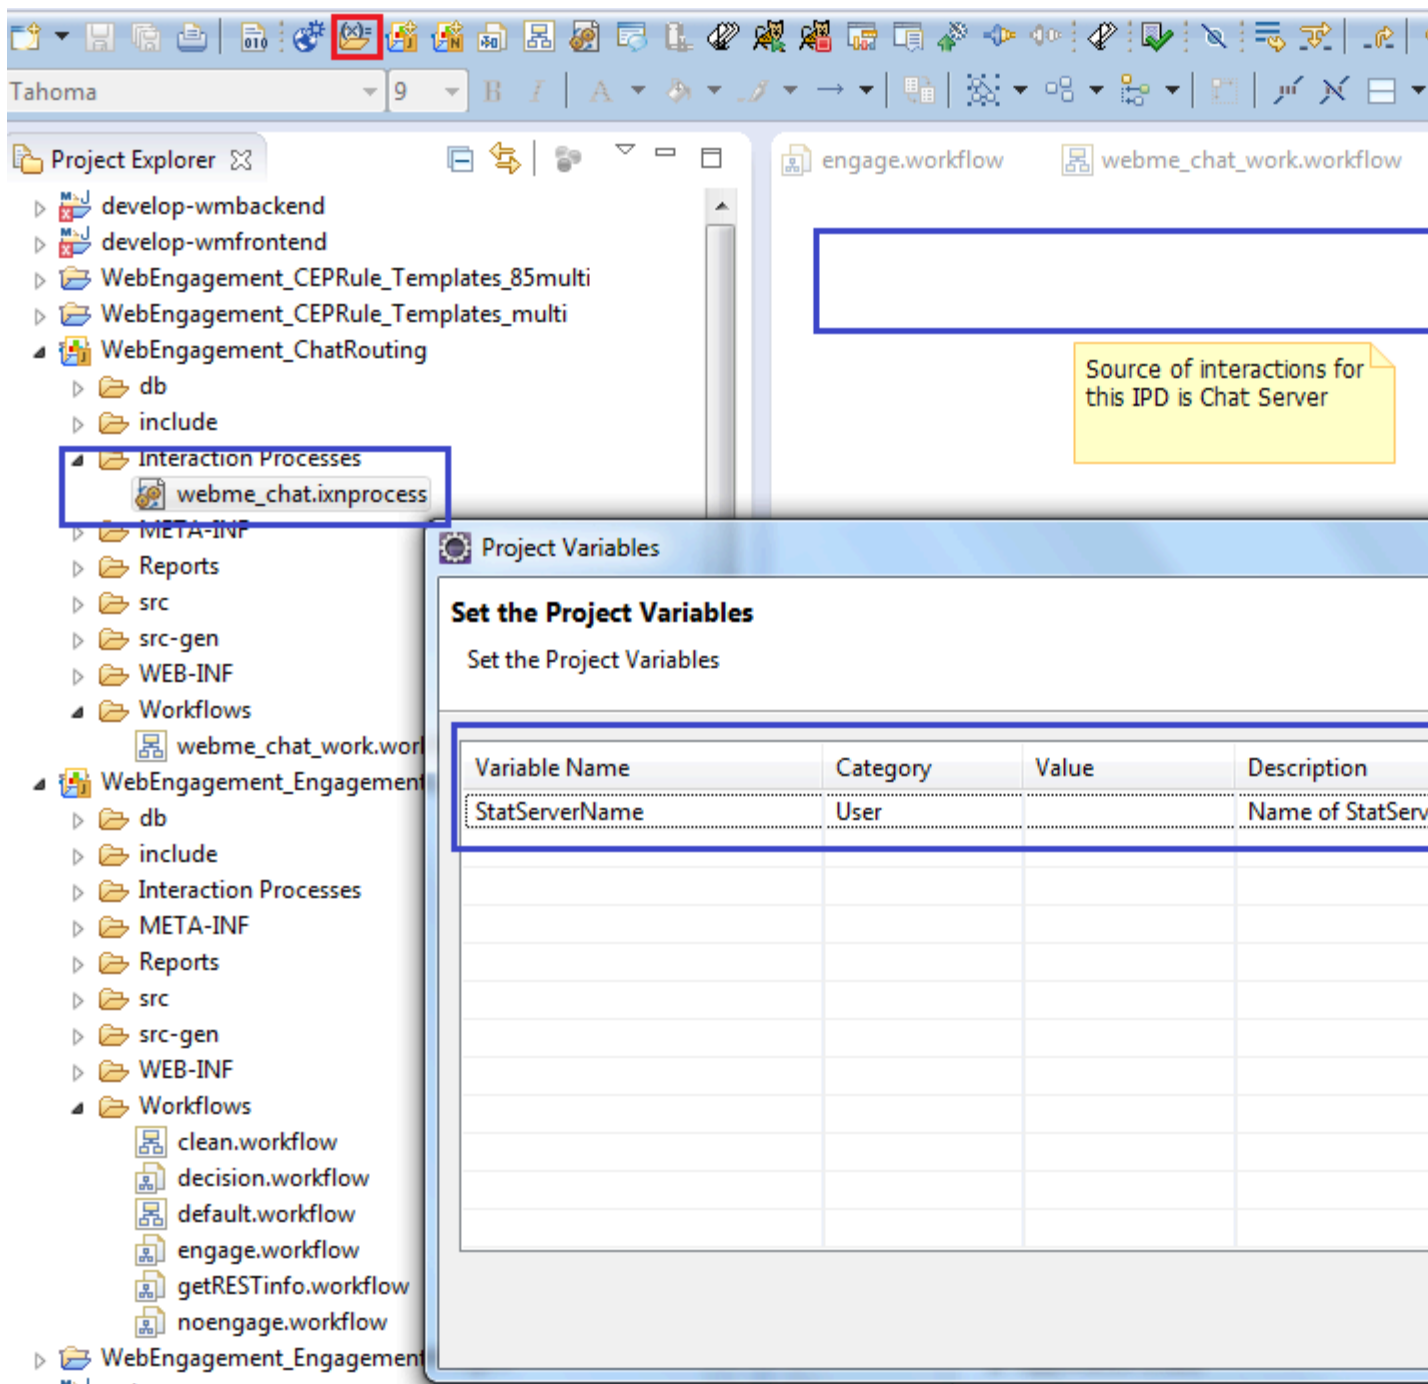 010
(x)=
Tahoma
9
B I A
Project Explorer
engage.workflow
webme_chat_work.workflow
develop-wmbackend
develop-wmfrontend
WebEngagement_CEPRule_Templates_85multi
WebEngagement_CEPRule_Templates_multi
WebEngagement_ChatRouting
db
include
Interaction Processes
webme_chat.ixnprocess
META-INF
Reports
src
src-gen
WEB-INF
Workflows
webme_chat_work.worl
WebEngagement_Engagement
db
include
Interaction Processes
META-INF
Reports
src
src-gen
WEB-INF
Workflows
clean.workflow
decision.workflow
default.workflow
engage.workflow
getRESTinfo.workflow
noengage.workflow
WebEngagement_Engagement
Source of interactions for
this IPD is Chat Server
Project Variables
Set the Project Variables
Set the Project Variables
Variable Name Category Value Description
StatServerName User Name of StatServ